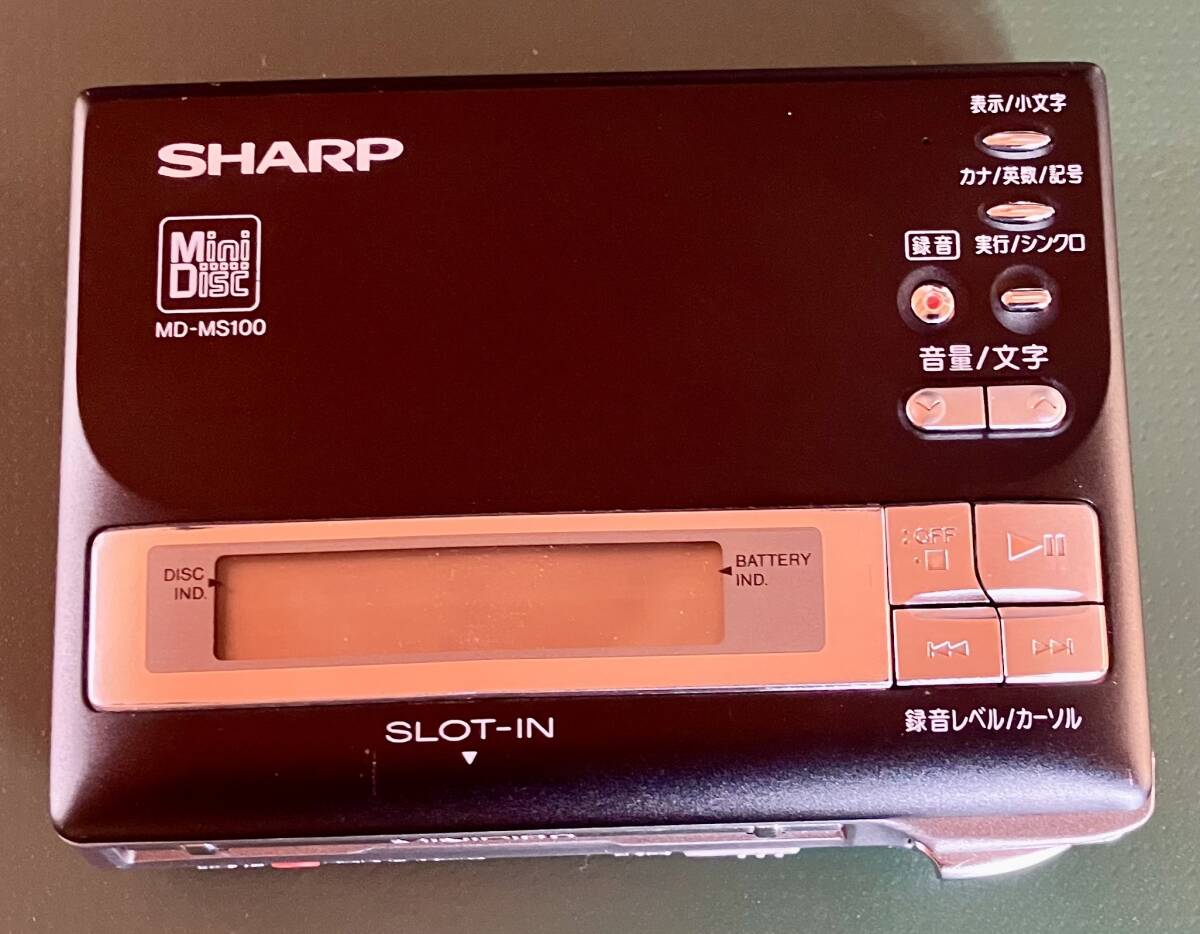 SHARP
Mini
Disc
MD-MS100
表示/小文字
カナ/英数/記号
録音
実行/シンクロ
音量/文字
DISC
IND.
BATTERY
IND.
:OFF
録音レベル/カーソル
SLOT-IN